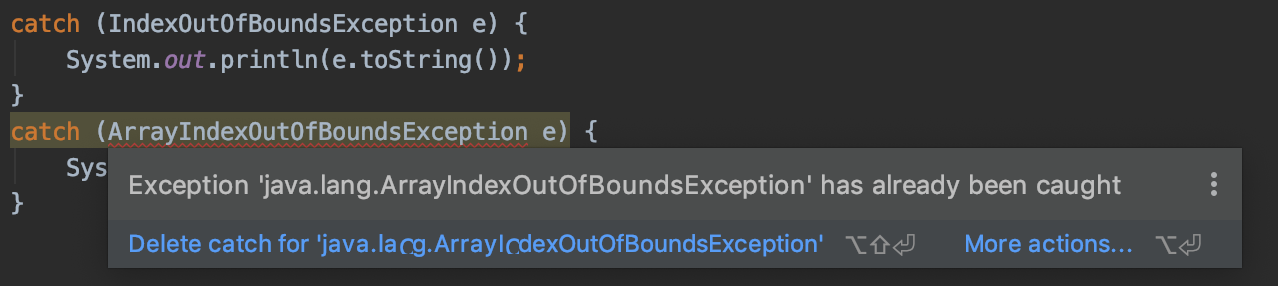 catch (IndexOutOfBoundsException e) {
System.out.println(e.toString());
}
catch (ArrayIndexOutOfBoundsException e) {
Sys
Exception 'java.lang.ArrayIndexOutOfBoundsException' has already been caught
}
Delete catch for 'java.lang.ArrayIndexOutOfBoundsException' ⌥⇧⏎ More actions... ⌥⏎